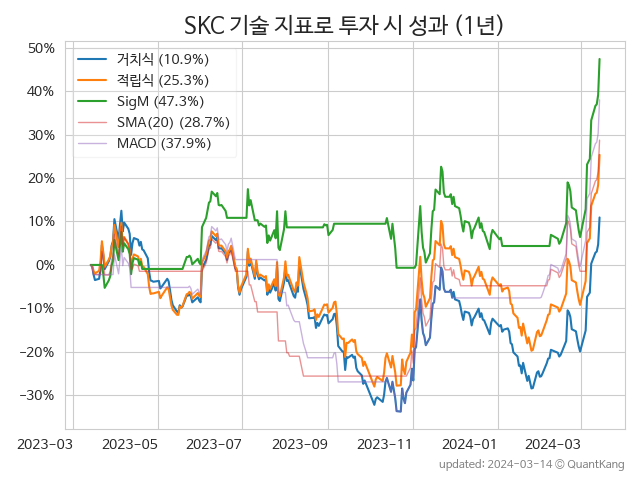 SKC 기술 지표로 투자 시 성과 (1년)
50%
40%
30%
20%
10%
0%
−10%
−20%
−30%
거치식 (10.9%)
적립식 (25.3%)
SigM (47.3%)
SMA(20) (28.7%)
MACD (37.9%)
2023-03 2023-05 2023-07 2023-09 2023-11 2024-01 2024-03
updated: 2024-03-14 © QuantKang